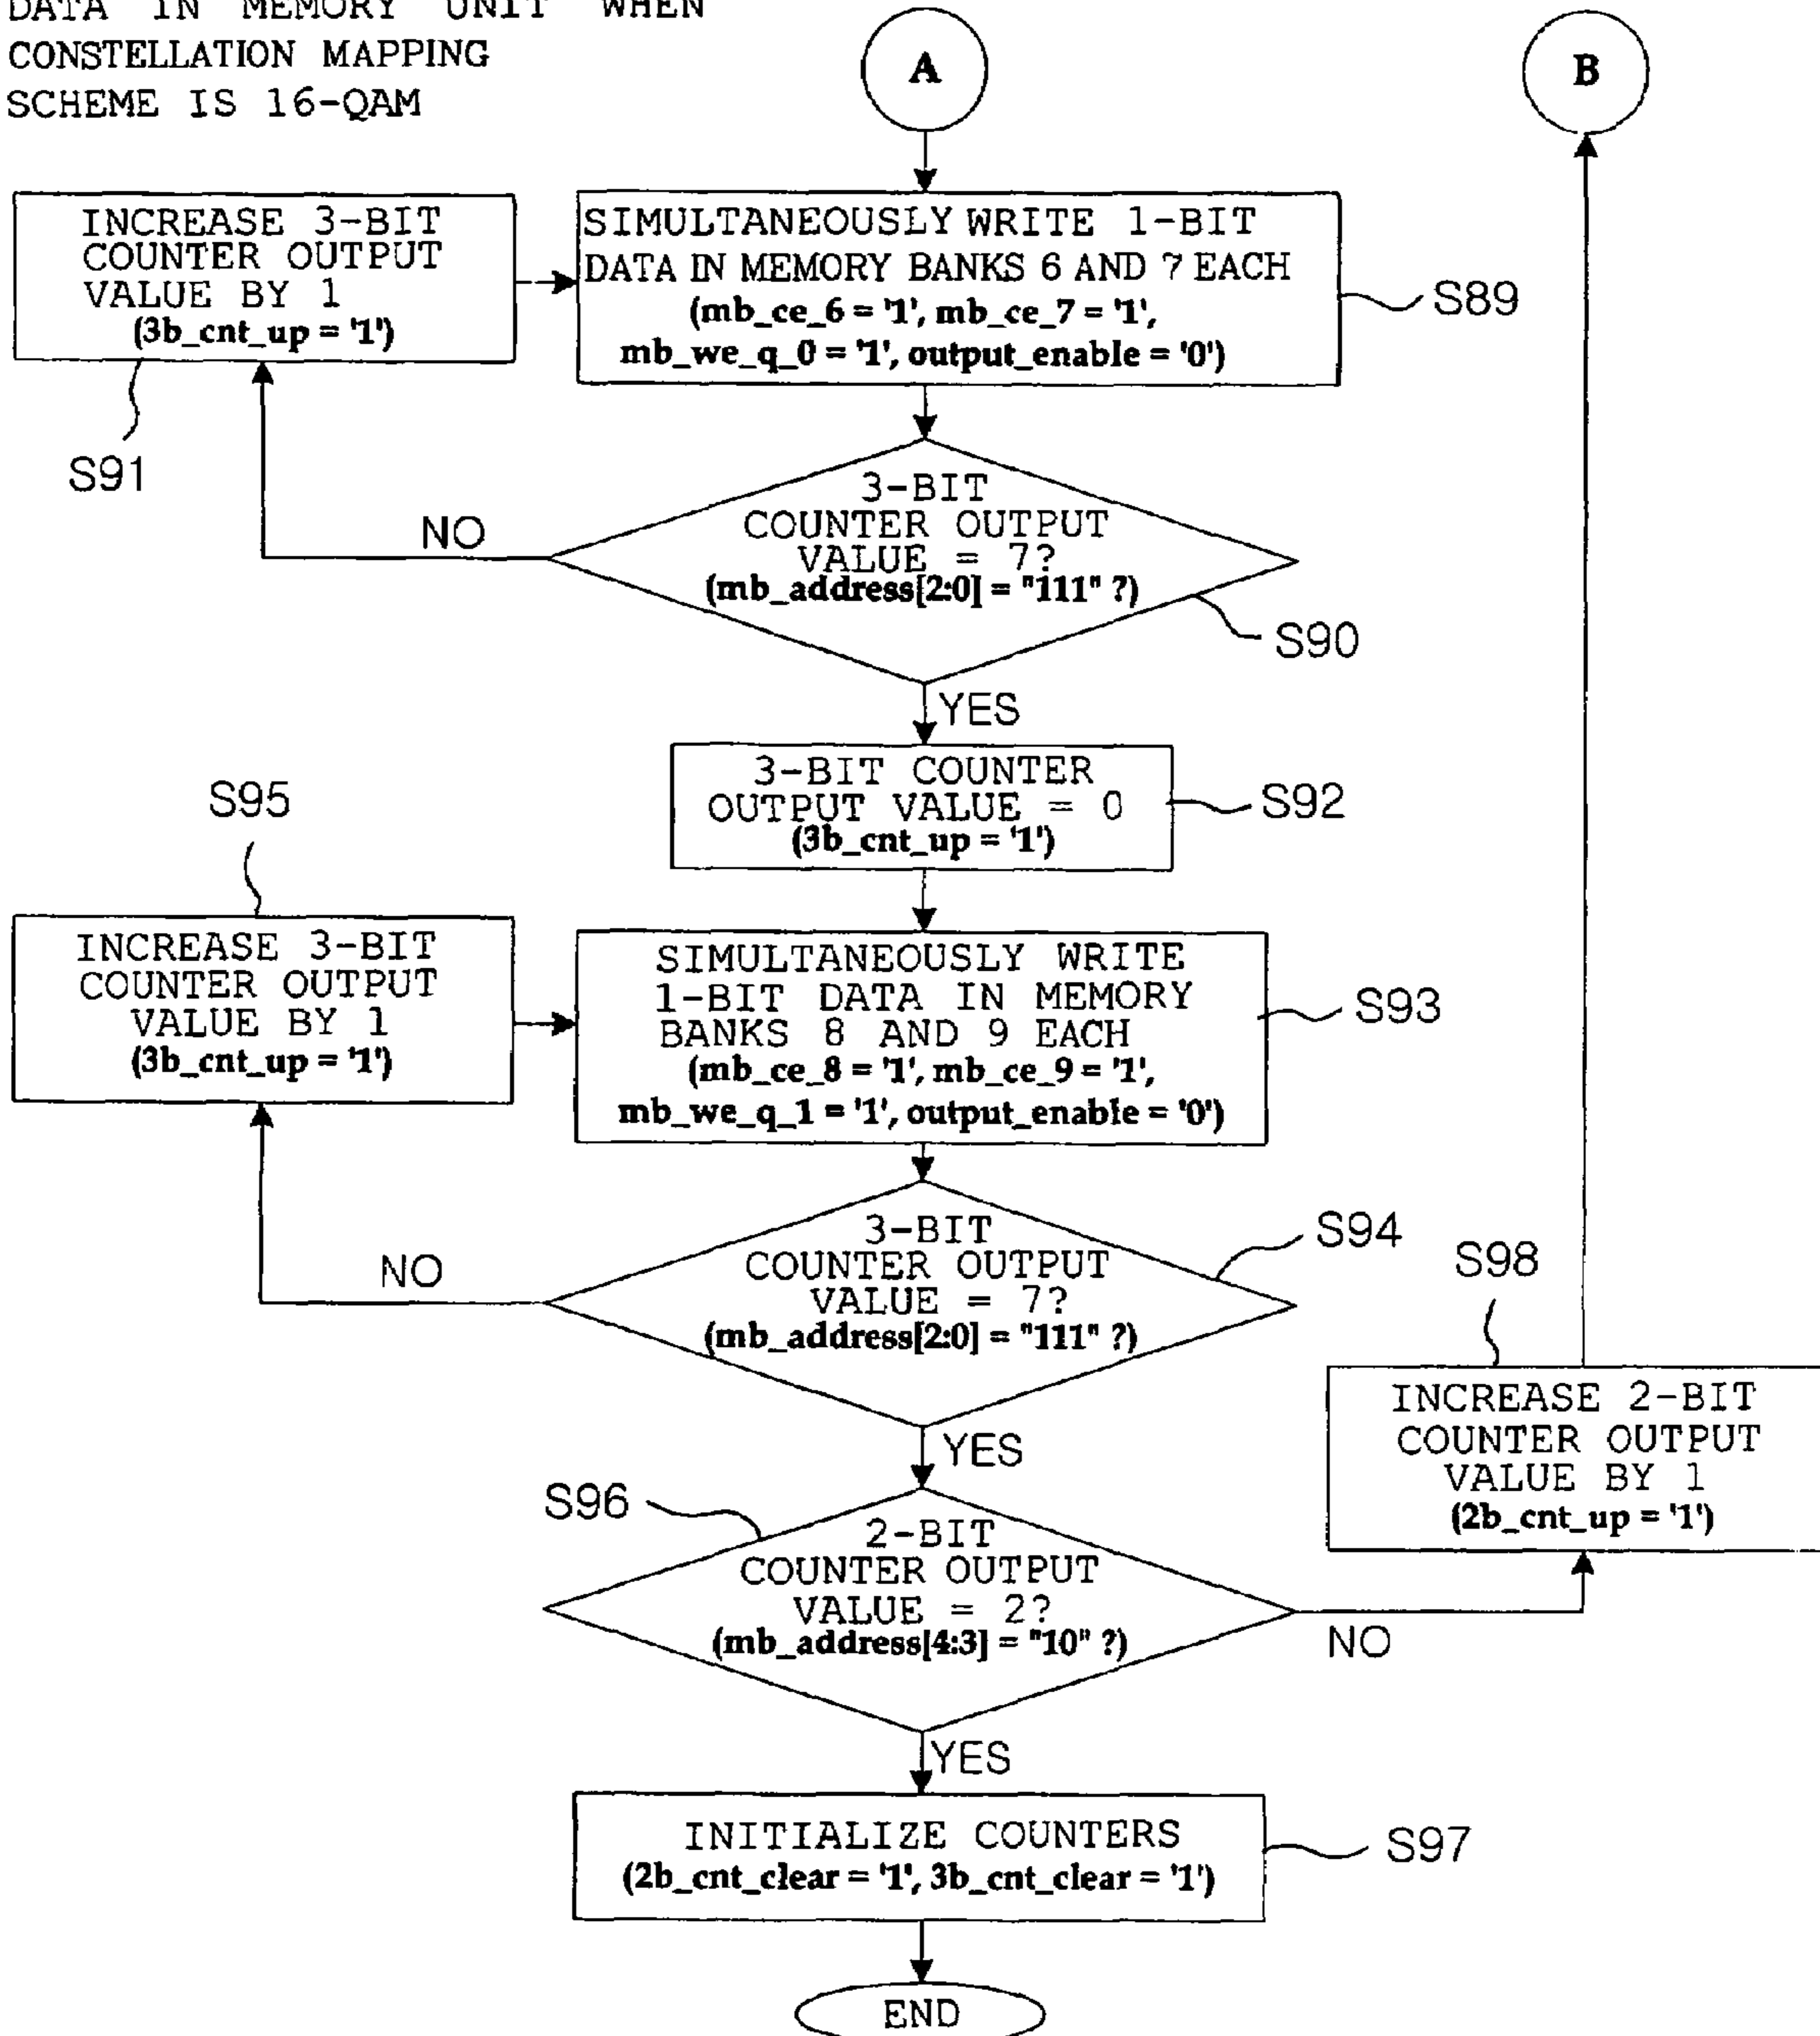 DATA IN MEMORY UNIT WHEN
CONSTELLATION MAPPING
SCHEME IS 16-QAM
A
B
INCREASE 3-BIT
COUNTER OUTPUT
VALUE BY 1
(3b_cnt_up = '1')
S91
SIMULTANEOUSLY WRITE 1-BIT
DATA IN MEMORY BANKS 6 AND 7 EACH
(mb_ce_6 = '1', mb_ce_7 = '1',
mb_we_q_0 = '1', output_enable = '0')
S89
3-BIT
COUNTER OUTPUT
VALUE = 7?
(mb_address[2:0] = "111" ?)
NO
S90
YES
3-BIT COUNTER
OUTPUT VALUE = 0
(3b_cnt_up = '1')
S92
S95
INCREASE 3-BIT
COUNTER OUTPUT
VALUE BY 1
(3b_cnt_up = '1')
SIMULTANEOUSLY WRITE
1-BIT DATA IN MEMORY
BANKS 8 AND 9 EACH
(mb_ce_8 = '1', mb_ce_9 = '1',
mb_we_q_1 = '1', output_enable = '0')
S93
3-BIT
COUNTER OUTPUT
VALUE = 7?
(mb_address[2:0] = "111" ?)
NO
S94
YES
S98
INCREASE 2-BIT
COUNTER OUTPUT
VALUE BY 1
(2b_cnt_up = '1')
S96
2-BIT
COUNTER OUTPUT
VALUE = 2?
(mb_address[4:3] = "10" ?)
NO
YES
INITIALIZE COUNTERS
(2b_cnt_clear = '1', 3b_cnt_clear = '1')
S97
END